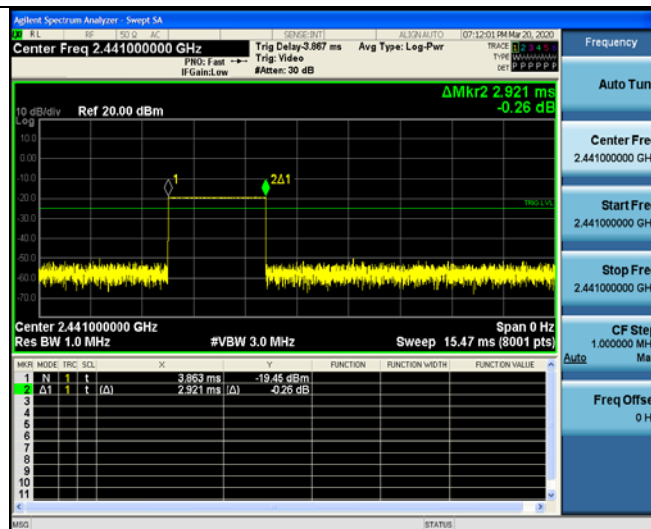 Agilent Spectrum Analyzer - Swept SA
RL RF 50 Ω AC SENSE:INT ALIGN AUTO 07:12:01 PM Mar 20, 2020
Center Freq 2.441000000 GHz
PNO: Fast
IFGain:Low
Trig Delay-3.867 ms
Trig: Video
#Atten: 30 dB
Avg Type: Log-Pwr
TRACE 1 2 3 4 5 6
TYPE WWWWWW
DET P P P P P P
ΔMkr2 2.921 ms
-0.26 dB
10 dB/div Ref 20.00 dBm
Log
10.0
0.00
-10.0
-20.0
-30.0
-40.0
-50.0
-60.0
-70.0
1
2Δ1
TRIG LVL
Center 2.441000000 GHz Span 0 Hz
Res BW 1.0 MHz #VBW 3.0 MHz Sweep 15.47 ms (8001 pts)
MKR MODE TRC SCL X Y FUNCTION FUNCTION WIDTH FUNCTION VALUE
1 N 1 t 3.863 ms -19.45 dBm
2 Δ1 1 t (Δ) 2.921 ms (Δ) -0.26 dB
3
4
5
6
7
8
9
10
11
MSG STATUS
Frequency
Auto Tun
Center Fre
2.441000000 GH
Start Fre
2.441000000 GH
Stop Fre
2.441000000 GH
CF Step
1.000000 MH
Auto Ma
Freq Offse
0 H